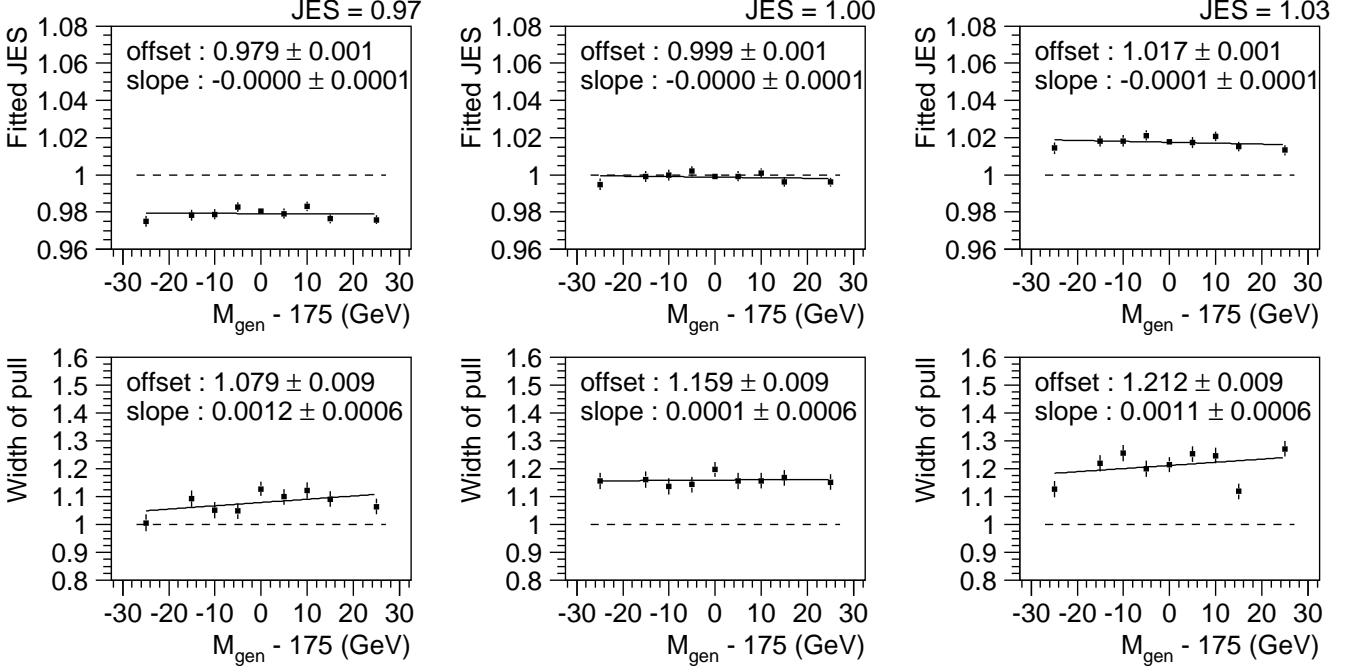 JES = 0.97
Fitted JES
1.08
1.06
1.04
1.02
1
0.98
0.96
offset : 0.979 ± 0.001
slope : -0.0000 ± 0.0001
-30 -20 -10 0 10 20 30
Mgen - 175 (GeV)
JES = 1.00
Fitted JES
1.08
1.06
1.04
1.02
1
0.98
0.96
offset : 0.999 ± 0.001
slope : -0.0000 ± 0.0001
-30 -20 -10 0 10 20 30
Mgen - 175 (GeV)
JES = 1.03
Fitted JES
1.08
1.06
1.04
1.02
1
0.98
0.96
offset : 1.017 ± 0.001
slope : -0.0001 ± 0.0001
-30 -20 -10 0 10 20 30
Mgen - 175 (GeV)
Width of pull
1.6
1.5
1.4
1.3
1.2
1.1
1
0.9
0.8
offset : 1.079 ± 0.009
slope : 0.0012 ± 0.0006
-30 -20 -10 0 10 20 30
Mgen - 175 (GeV)
Width of pull
1.6
1.5
1.4
1.3
1.2
1.1
1
0.9
0.8
offset : 1.159 ± 0.009
slope : 0.0001 ± 0.0006
-30 -20 -10 0 10 20 30
Mgen - 175 (GeV)
Width of pull
1.6
1.5
1.4
1.3
1.2
1.1
1
0.9
0.8
offset : 1.212 ± 0.009
slope : 0.0011 ± 0.0006
-30 -20 -10 0 10 20 30
Mgen - 175 (GeV)